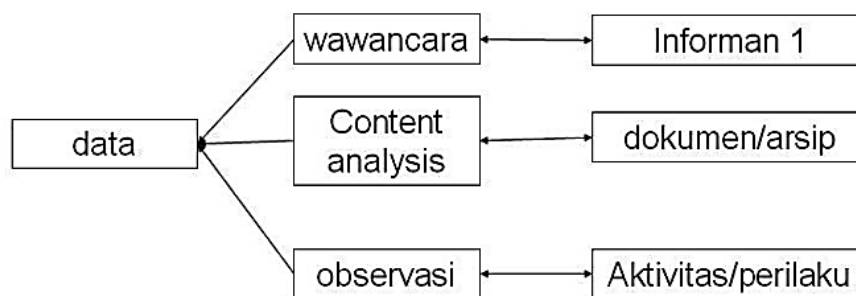 wawancara
Informan 1
data
Content
analysis
dokumen/arsip
observasi
Aktivitas/perilaku